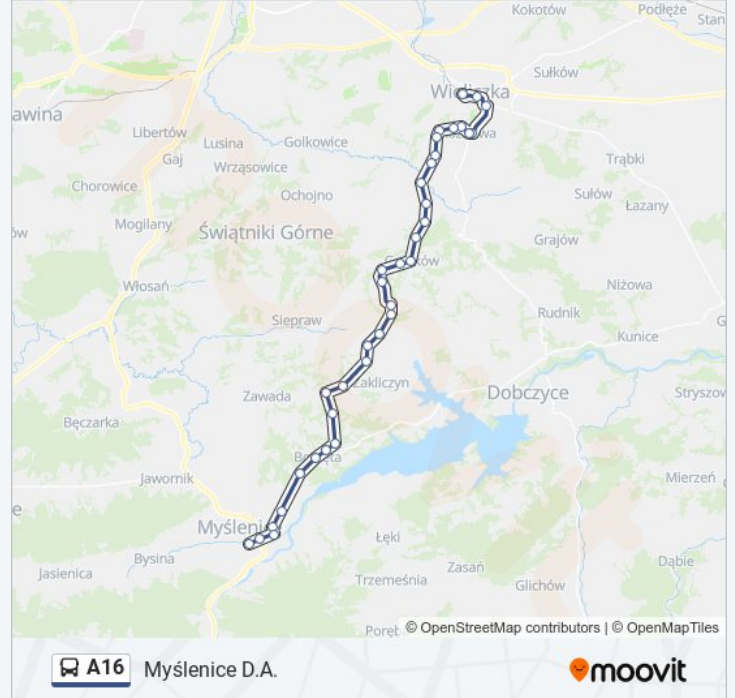 Kokotów
Podłęże
Stan
Sułków
Wieliczka
awina
Libertów
Lusina
Golkowice
Gaj
Wrząsowice
Trąbki
Chorowice
Ochojno
Sułów
Łazany
Mogilany
Świątniki Górne
Grajów
Włosań
Niżowa
Rudnik
Siepraw
Kunice
Zakliczyn
Zawada
Dobczyce
Stryszow
Bęczarka
Jawornik
Mierzeń
Łęki
Bysina
Zasań
Dąbie
Jasienica
Trzemeśnia
Glichów
Poręb
© OpenStreetMap contributors | © OpenMapTiles
A16 Myślenice D.A.
moovit